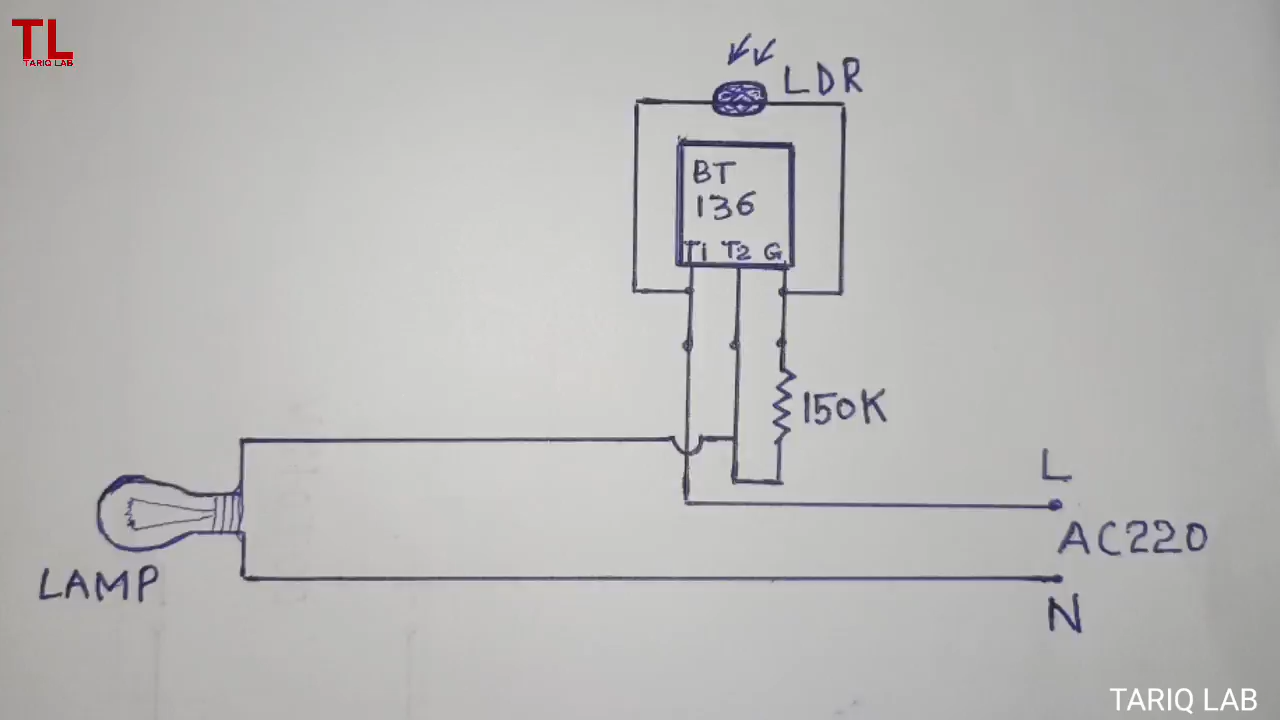 TL
TARIQ LAB
LDR
BT
136
T1 T2 G
150K
L
AC220
LAMP
N
TARIQ LAB